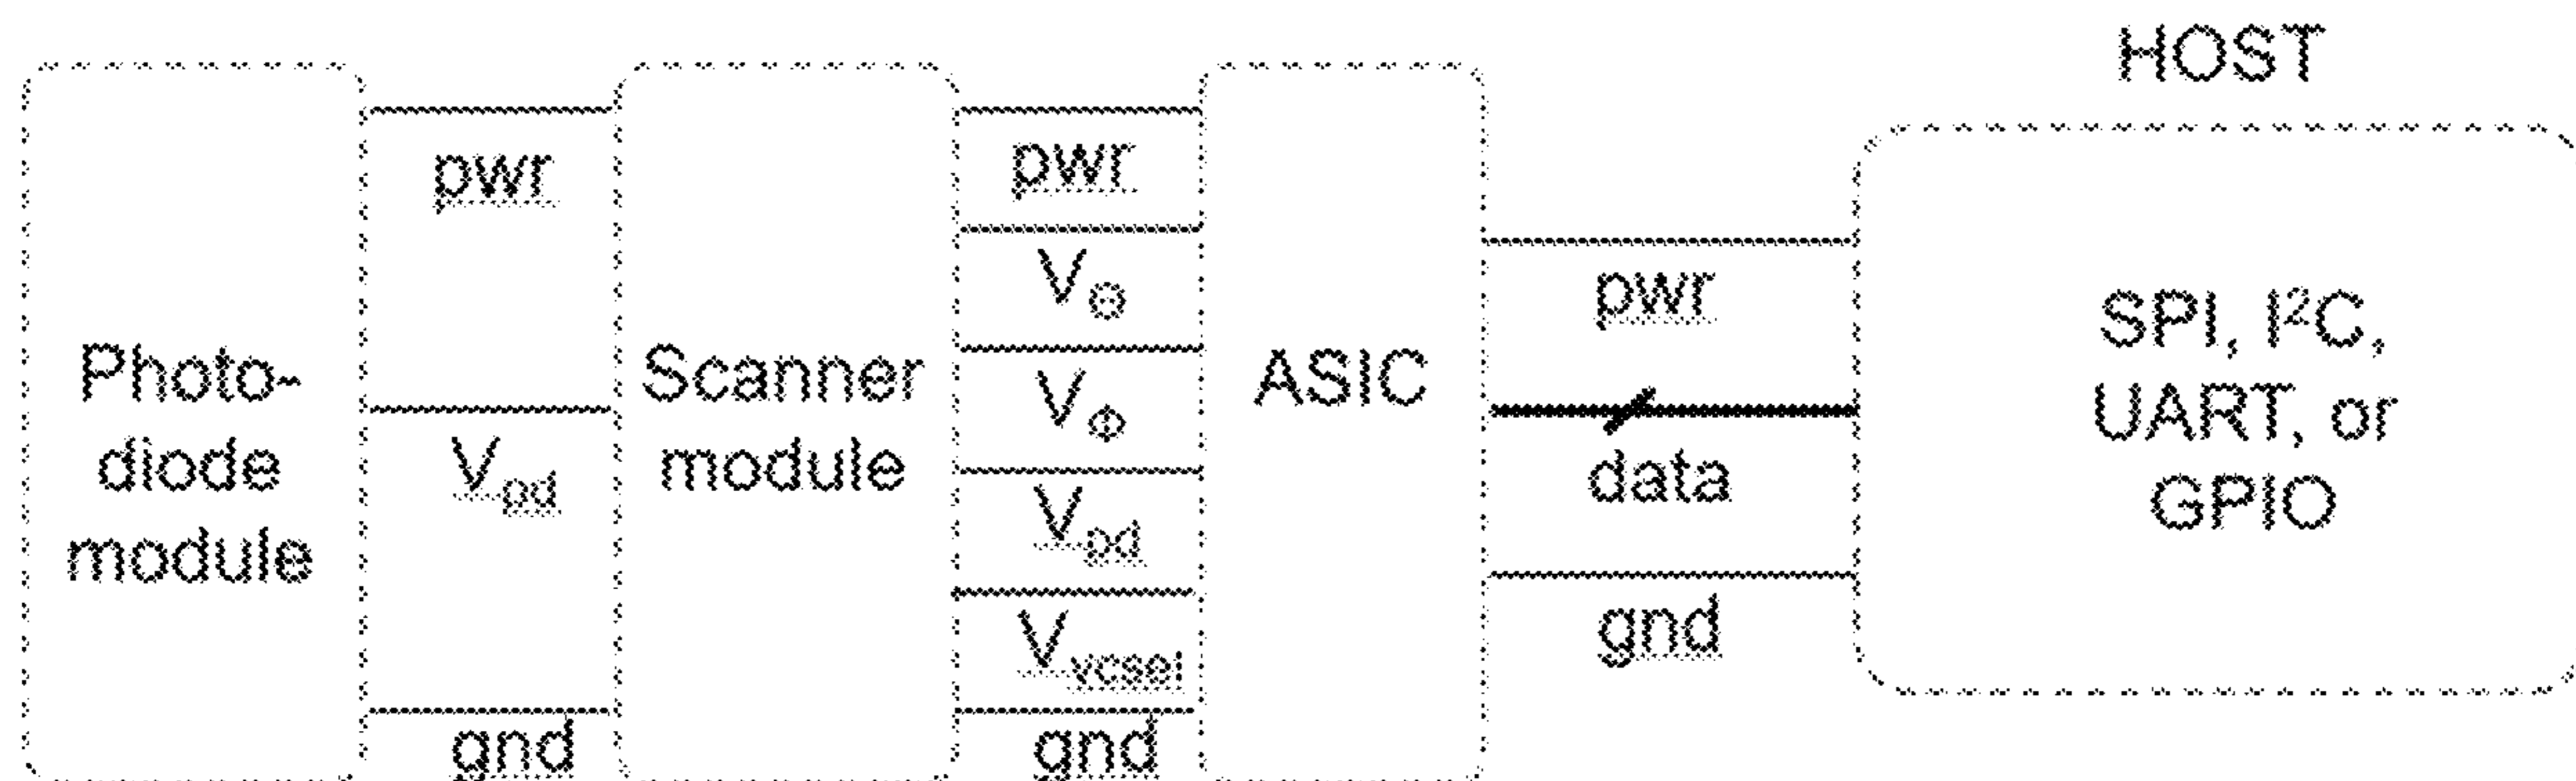 HOST
Photo-
diode
module
pwr
V_pd
gnd
Scanner
module
pwr
V_Θ
V_Φ
V_pd
V_vcsel
gnd
ASIC
pwr
data
gnd
SPI, I²C,
UART, or
GPIO